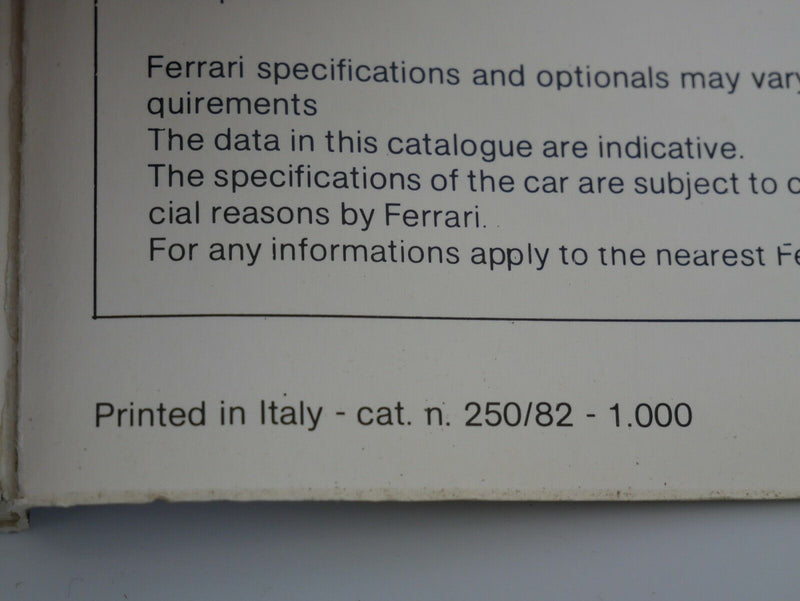 Ferrari specifications and optionals may vary
quirements
The data in this catalogue are indicative.
The specifications of the car are subject to
cial reasons by Ferrari.
For any informations apply to the nearest
Printed in Italy - cat. n. 250/82 - 1.000